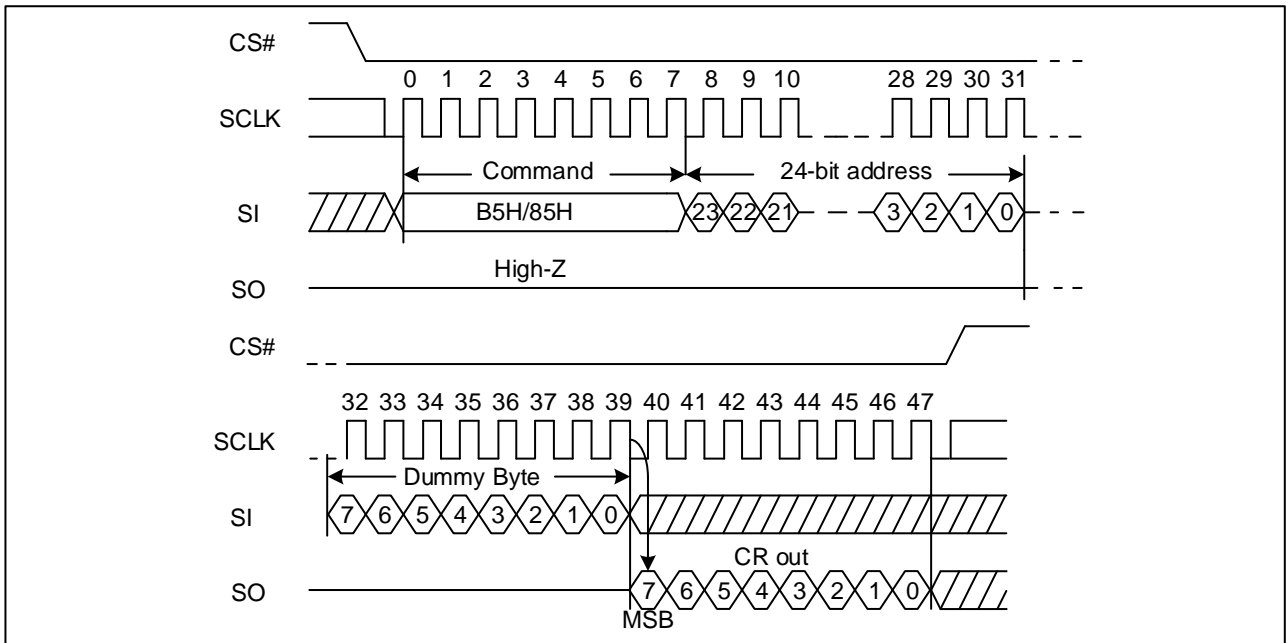 CS#
0 1 2 3 4 5 6 7 8 9 10 28 29 30 31
SCLK
Command 24-bit address
SI B5H/85H 23 22 21 3 2 1 0
High-Z
SO
CS#
32 33 34 35 36 37 38 39 40 41 42 43 44 45 46 47
SCLK
Dummy Byte
SI 7 6 5 4 3 2 1 0
CR out
SO 7 6 5 4 3 2 1 0
MSB